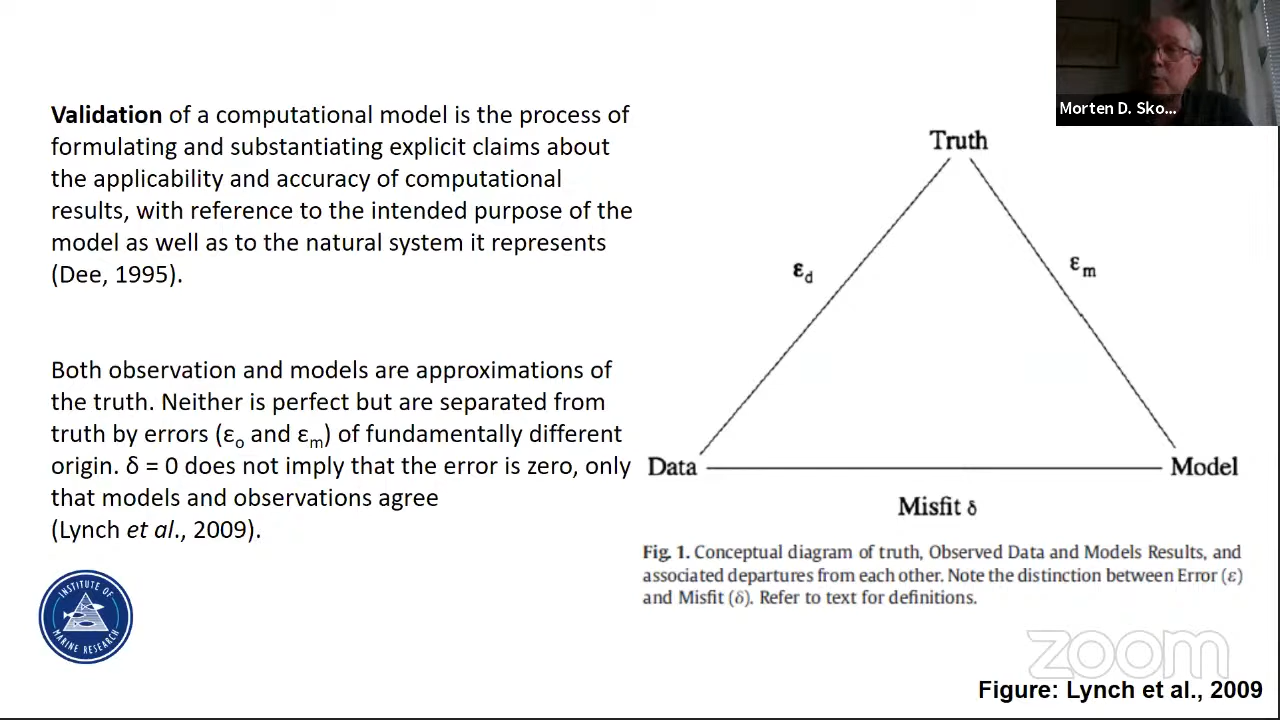 Morten D. Sko...
Validation of a computational model is the process of
formulating and substantiating explicit claims about
the applicability and accuracy of computational
results, with reference to the intended purpose of the
model as well as to the natural system it represents
(Dee, 1995).
Both observation and models are approximations of
the truth. Neither is perfect but are separated from
truth by errors (εo and εm) of fundamentally different
origin. δ = 0 does not imply that the error is zero, only
that models and observations agree
(Lynch et al., 2009).
INSTITUTE OF
MARINE RESEARCH
Truth
εd
εm
Data
Model
Misfit δ
Fig. 1. Conceptual diagram of truth, Observed Data and Models Results, and
associated departures from each other. Note the distinction between Error (ε)
and Misfit (δ). Refer to text for definitions.
zoom
Figure: Lynch et al., 2009